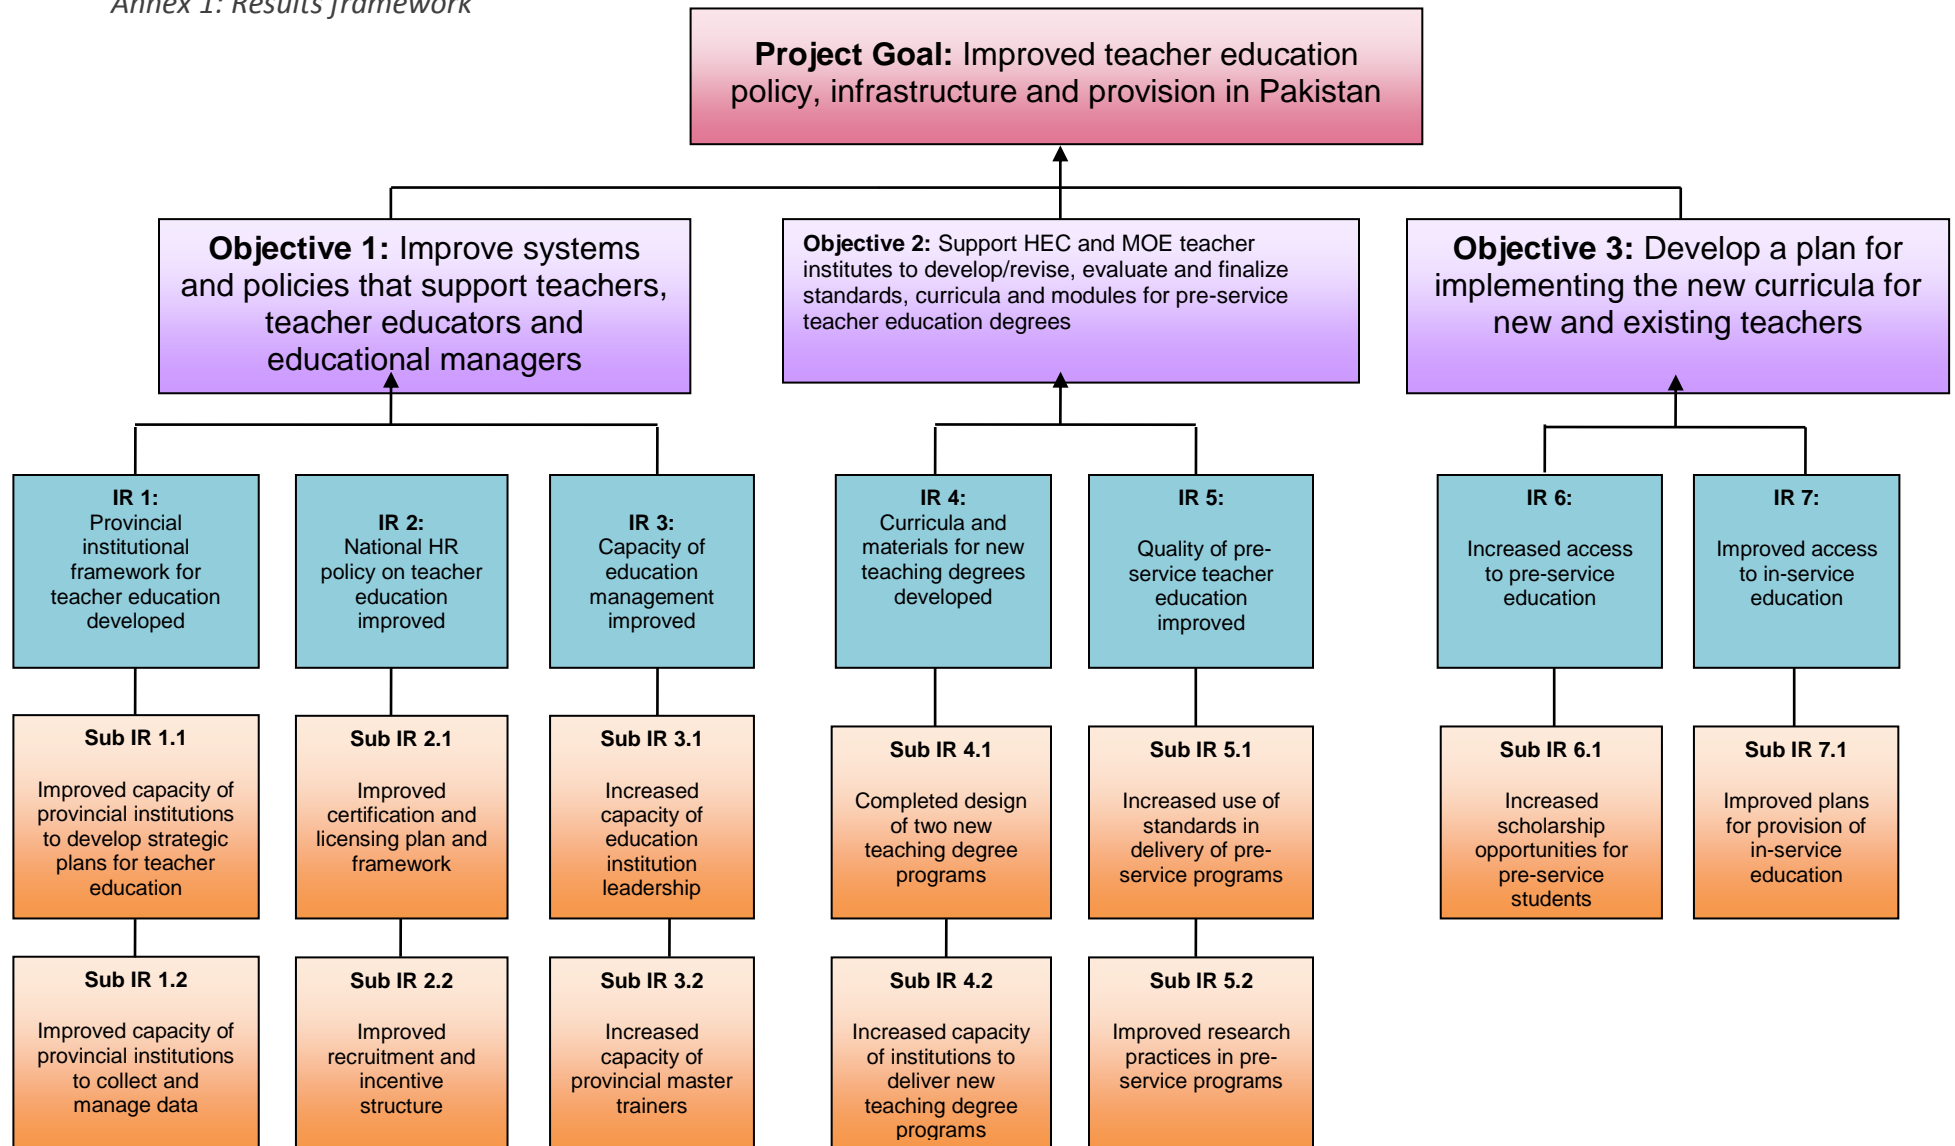 Annex 1: Results framework
Project Goal: Improved teacher education
policy, infrastructure and provision in Pakistan
Objective 1: Improve systems
and policies that support teachers,
teacher educators and
educational managers
Objective 2: Support HEC and MOE teacher
institutes to develop/revise, evaluate and finalize
standards, curricula and modules for pre-service
teacher education degrees
Objective 3: Develop a plan for
implementing the new curricula for
new and existing teachers
IR 1:
Provincial
institutional
framework for
teacher education
developed
IR 2:
National HR
policy on teacher
education
improved
IR 3:
Capacity of
education
management
improved
IR 4:
Curricula and
materials for new
teaching degrees
developed
IR 5:
Quality of pre-
service teacher
education
improved
IR 6:
Increased access
to pre-service
education
IR 7:
Improved access
to in-service
education
Sub IR 1.1
Improved capacity of
provincial institutions
to develop strategic
plans for teacher
education
Sub IR 2.1
Improved
certification and
licensing plan and
framework
Sub IR 3.1
Increased
capacity of
education
institution
leadership
Sub IR 4.1
Completed design
of two new
teaching degree
programs
Sub IR 5.1
Increased use of
standards in
delivery of pre-
service programs
Sub IR 6.1
Increased
scholarship
opportunities for
pre-service
students
Sub IR 7.1
Improved plans
for provision of
in-service
education
Sub IR 1.2
Improved capacity of
provincial institutions
to collect and
manage data
Sub IR 2.2
Improved
recruitment and
incentive
structure
Sub IR 3.2
Increased
capacity of
provincial master
trainers
Sub IR 4.2
Increased capacity
of institutions to
deliver new
teaching degree
programs
Sub IR 5.2
Improved research
practices in pre-
service programs